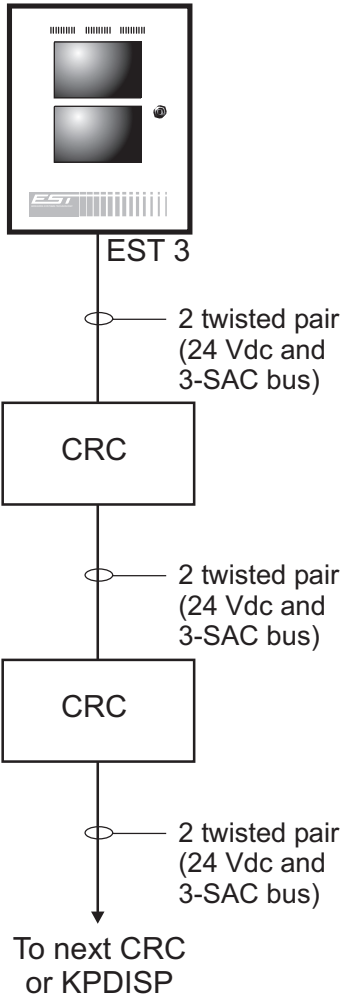 EST
EST 3
2 twisted pair
(24 Vdc and
3-SAC bus)
CRC
2 twisted pair
(24 Vdc and
3-SAC bus)
CRC
2 twisted pair
(24 Vdc and
3-SAC bus)
To next CRC
or KPDISP